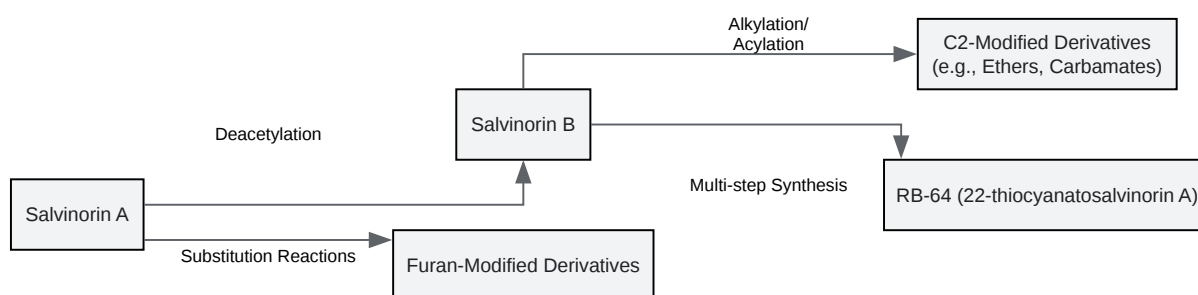 Alkylation/
Acylation
C2-Modified Derivatives
(e.g., Ethers, Carbamates)
Salvinorin B
Deacetylation
Multi-step Synthesis
RB-64 (22-thiocyanatosalvinorin A)
Salvinorin A
Substitution Reactions
Furan-Modified Derivatives